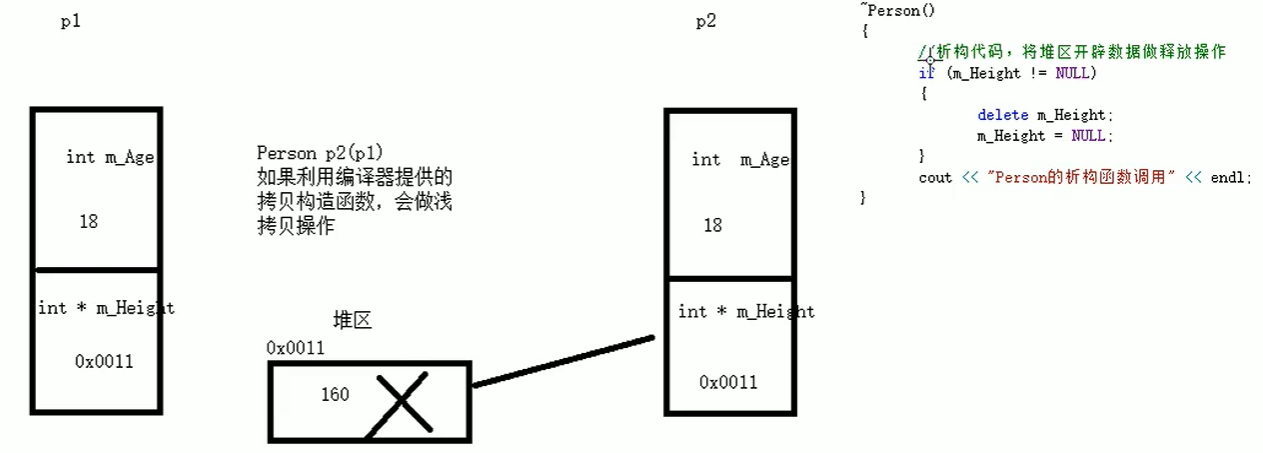 p1
int m_Age
18
int * m_Height
0x0011
Person p2(p1)
如果利用编译器提供的
拷贝构造函数，会做浅
拷贝操作
堆区
0x0011
160
p2
int  m_Age
18
int * m_Height
0x0011
~Person()
{
//析构代码，将堆区开辟数据做释放操作
if (m_Height != NULL)
{
delete m_Height;
m_Height = NULL;
}
cout << "Person的析构函数调用" << endl;
}